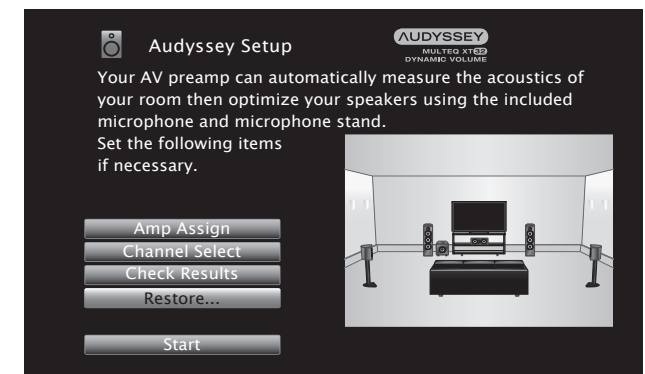 Audyssey Setup
AUDYSSEY
MULTEQ XT32
DYNAMIC VOLUME
Your AV preamp can automatically measure the acoustics of
your room then optimize your speakers using the included
microphone and microphone stand.
Set the following items
if necessary.
Amp Assign
Channel Select
Check Results
Restore...
Start